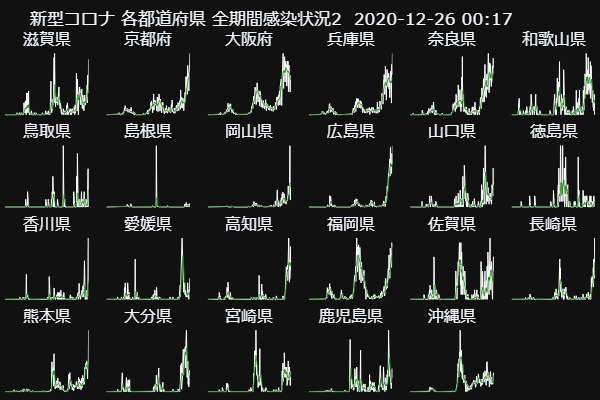 新型コロナ 各都道府県 全期間感染状況2 2020-12-26 00:17
滋賀県 京都府 大阪府 兵庫県 奈良県 和歌山県
鳥取県 島根県 岡山県 広島県 山口県 徳島県
香川県 愛媛県 高知県 福岡県 佐賀県 長崎県
熊本県 大分県 宮崎県 鹿児島県 沖縄県